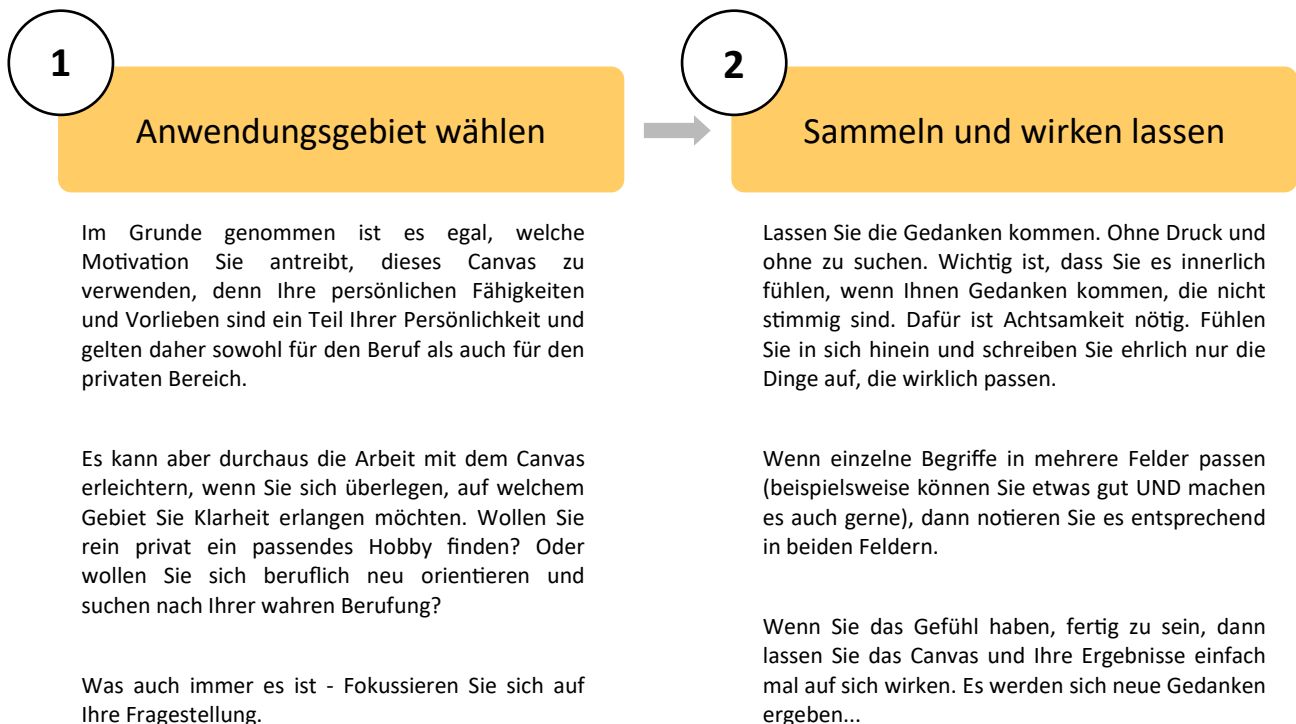 1
Anwendungsgebiet wählen
Im Grunde genommen ist es egal, welche
Motivation Sie antreibt, dieses Canvas zu
verwenden, denn Ihre persönlichen Fähigkeiten
und Vorlieben sind ein Teil Ihrer Persönlichkeit und
gelten daher sowohl für den Beruf als auch für den
privaten Bereich.
Es kann aber durchaus die Arbeit mit dem Canvas
erleichtern, wenn Sie sich überlegen, auf welchem
Gebiet Sie Klarheit erlangen möchten. Wollen Sie
rein privat ein passendes Hobby finden? Oder
wollen Sie sich beruflich neu orientieren und
suchen nach Ihrer wahren Berufung?
Was auch immer es ist - Fokussieren Sie sich auf
Ihre Fragestellung.
2
Sammeln und wirken lassen
Lassen Sie die Gedanken kommen. Ohne Druck und
ohne zu suchen. Wichtig ist, dass Sie es innerlich
fühlen, wenn Ihnen Gedanken kommen, die nicht
stimmig sind. Dafür ist Achtsamkeit nötig. Fühlen
Sie in sich hinein und schreiben Sie ehrlich nur die
Dinge auf, die wirklich passen.
Wenn einzelne Begriffe in mehrere Felder passen
(beispielsweise können Sie etwas gut UND machen
es auch gerne), dann notieren Sie es entsprechend
in beiden Feldern.
Wenn Sie das Gefühl haben, fertig zu sein, dann
lassen Sie das Canvas und Ihre Ergebnisse einfach
mal auf sich wirken. Es werden sich neue Gedanken
ergeben...